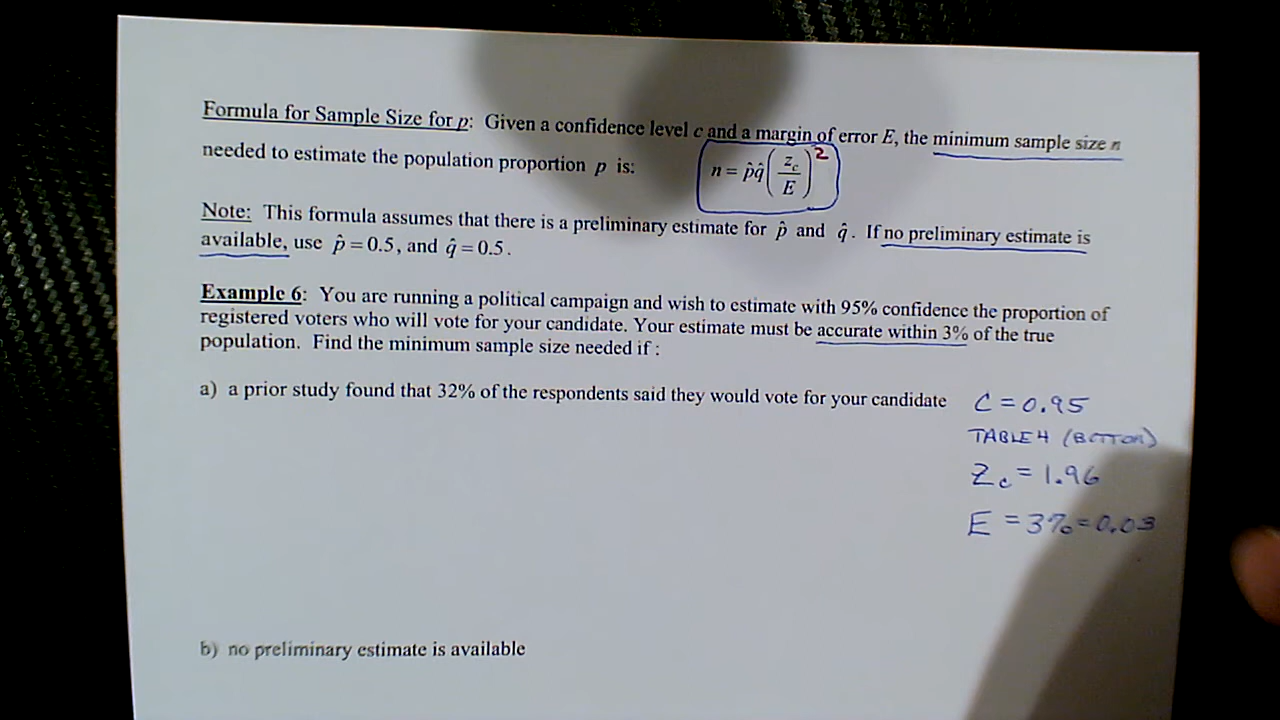 Formula for Sample Size for p: Given a confidence level c and a margin of error E, the minimum sample size n
needed to estimate the population proportion p is: n = p̂q̂(z_c/E)²
Note: This formula assumes that there is a preliminary estimate for p̂ and q̂. If no preliminary estimate is
available, use p̂ = 0.5, and q̂ = 0.5.
Example 6: You are running a political campaign and wish to estimate with 95% confidence the proportion of
registered voters who will vote for your candidate. Your estimate must be accurate within 3% of the true
population. Find the minimum sample size needed if :
a) a prior study found that 32% of the respondents said they would vote for your candidate
C = 0.95
TABLE 4 (BOTTOM)
Z_c = 1.96
E = 3% = 0.03
b) no preliminary estimate is available